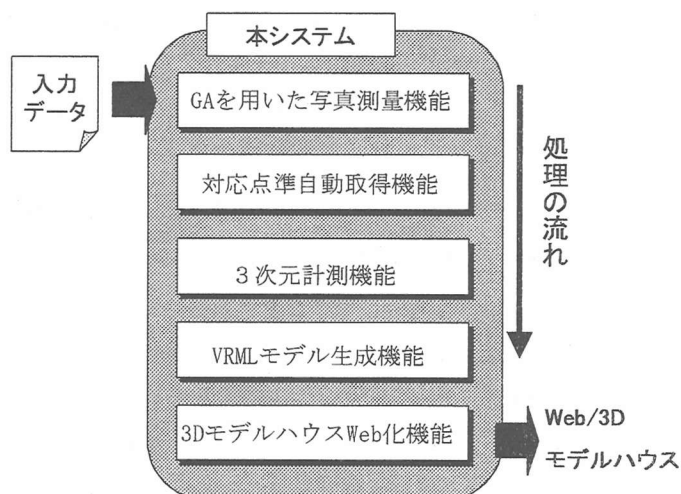 本システム
入力
データ
GAを用いた写真測量機能
対応点準自動取得機能
3次元計測機能
VRMLモデル生成機能
3DモデルハウスWeb化機能
処理の流れ
Web/3D
モデルハウス